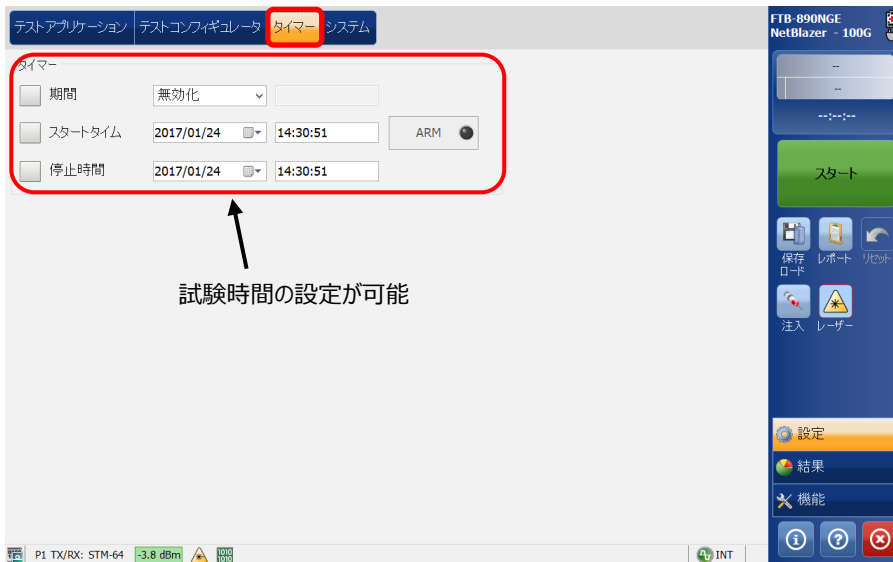 テストアプリケーション テストコンフィギュレータ タイマー システム
タイマー
期間 無効化
スタートタイム 2017/01/24 14:30:51 ARM
停止時間 2017/01/24 14:30:51
試験時間の設定が可能
FTB-890NGE
NetBlazer - 100G
--
--
--:--:--
スタート
保存
ロード
レポート
リセット
注入
レーザー
設定
結果
機能
P1 TX/RX: STM-64 -3.8 dBm
1010
1010
INT